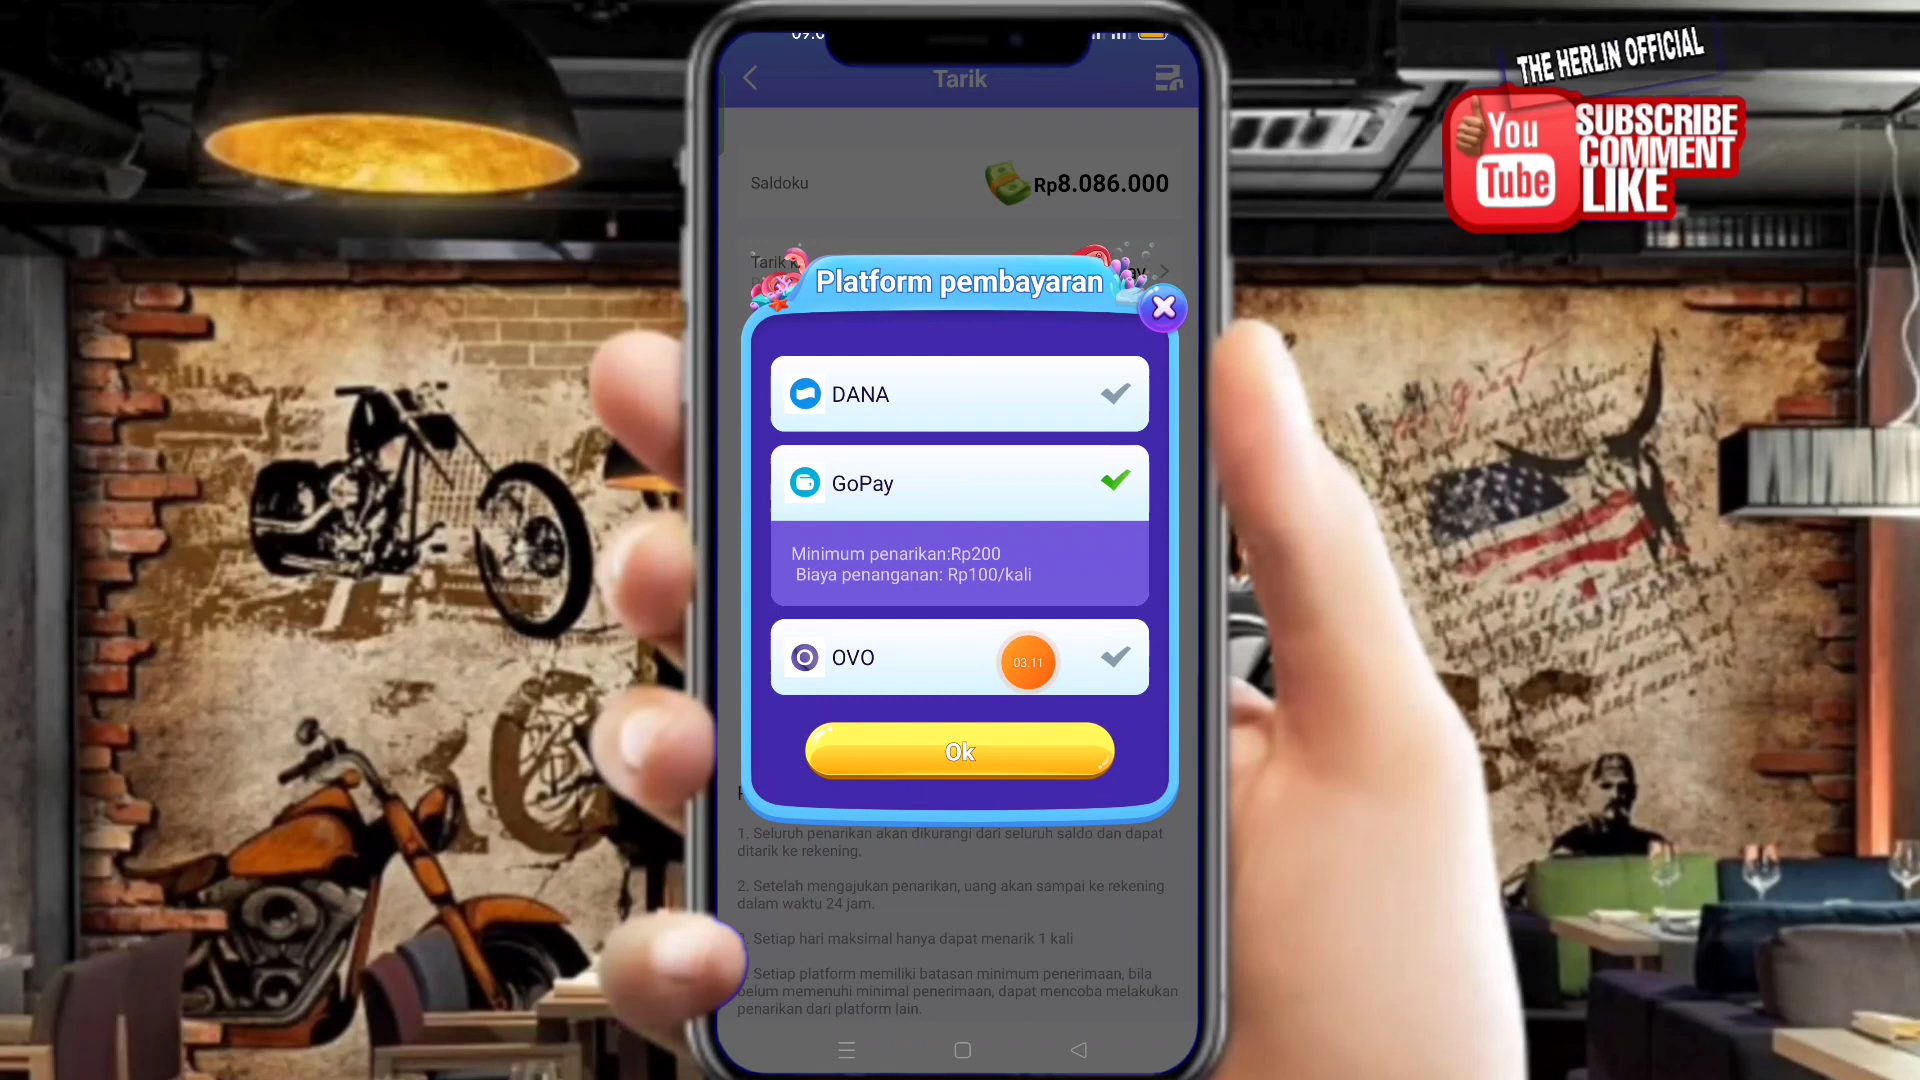 THE HERLIN OFFICIAL
You
Tube
SUBSCRIBE
COMMENT
LIKE
Tarik
Saldoku
Rp8.086.000
Tarik
Platform pembayaran
DANA
GoPay
Minimum penarikan:Rp200
Biaya penanganan: Rp100/kali
OVO
03.11
Ok
1. Seluruh penarikan akan dikurangi dari seluruh saldo dan dapat
ditarik ke rekening.
2. Setelah mengajukan penarikan, uang akan sampai ke rekening
dalam waktu 24 jam.
Setiap hari maksimal hanya dapat menarik 1 kali
Setiap platform memiliki batasan minimum penerimaan, bila
belum memenuhi minimal penerimaan, dapat mencoba melakukan
penarikan dari platform lain.